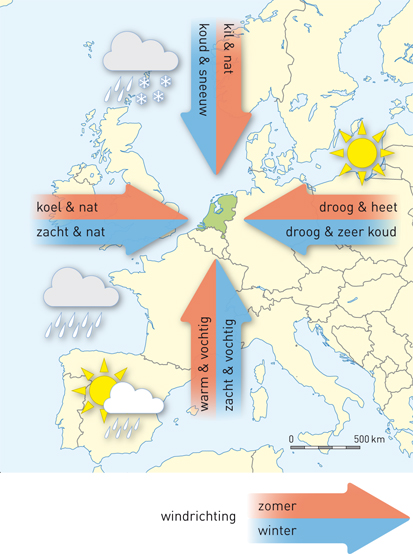 koud & sneeuw
kil & nat
koel & nat
zacht & nat
droog & heet
droog & zeer koud
warm & vochtig
zacht & vochtig
0 500 km
windrichting
zomer
winter